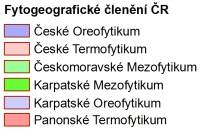 Fytogeografické členění ČR
České Oreofytikum
České Termofytikum
Českomoravské Mezofytikum
Karpatské Mezofytikum
Karpatské Oreofytikum
Panonské Termofytikum